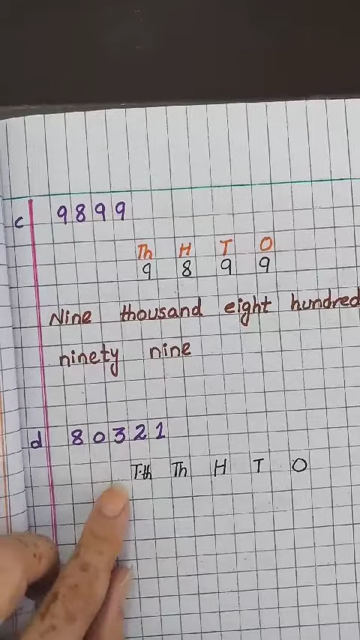 c 9899
Th H T O
9 8 9 9
Nine thousand eight hundred
ninety nine
d 80321
T-th Th H T O